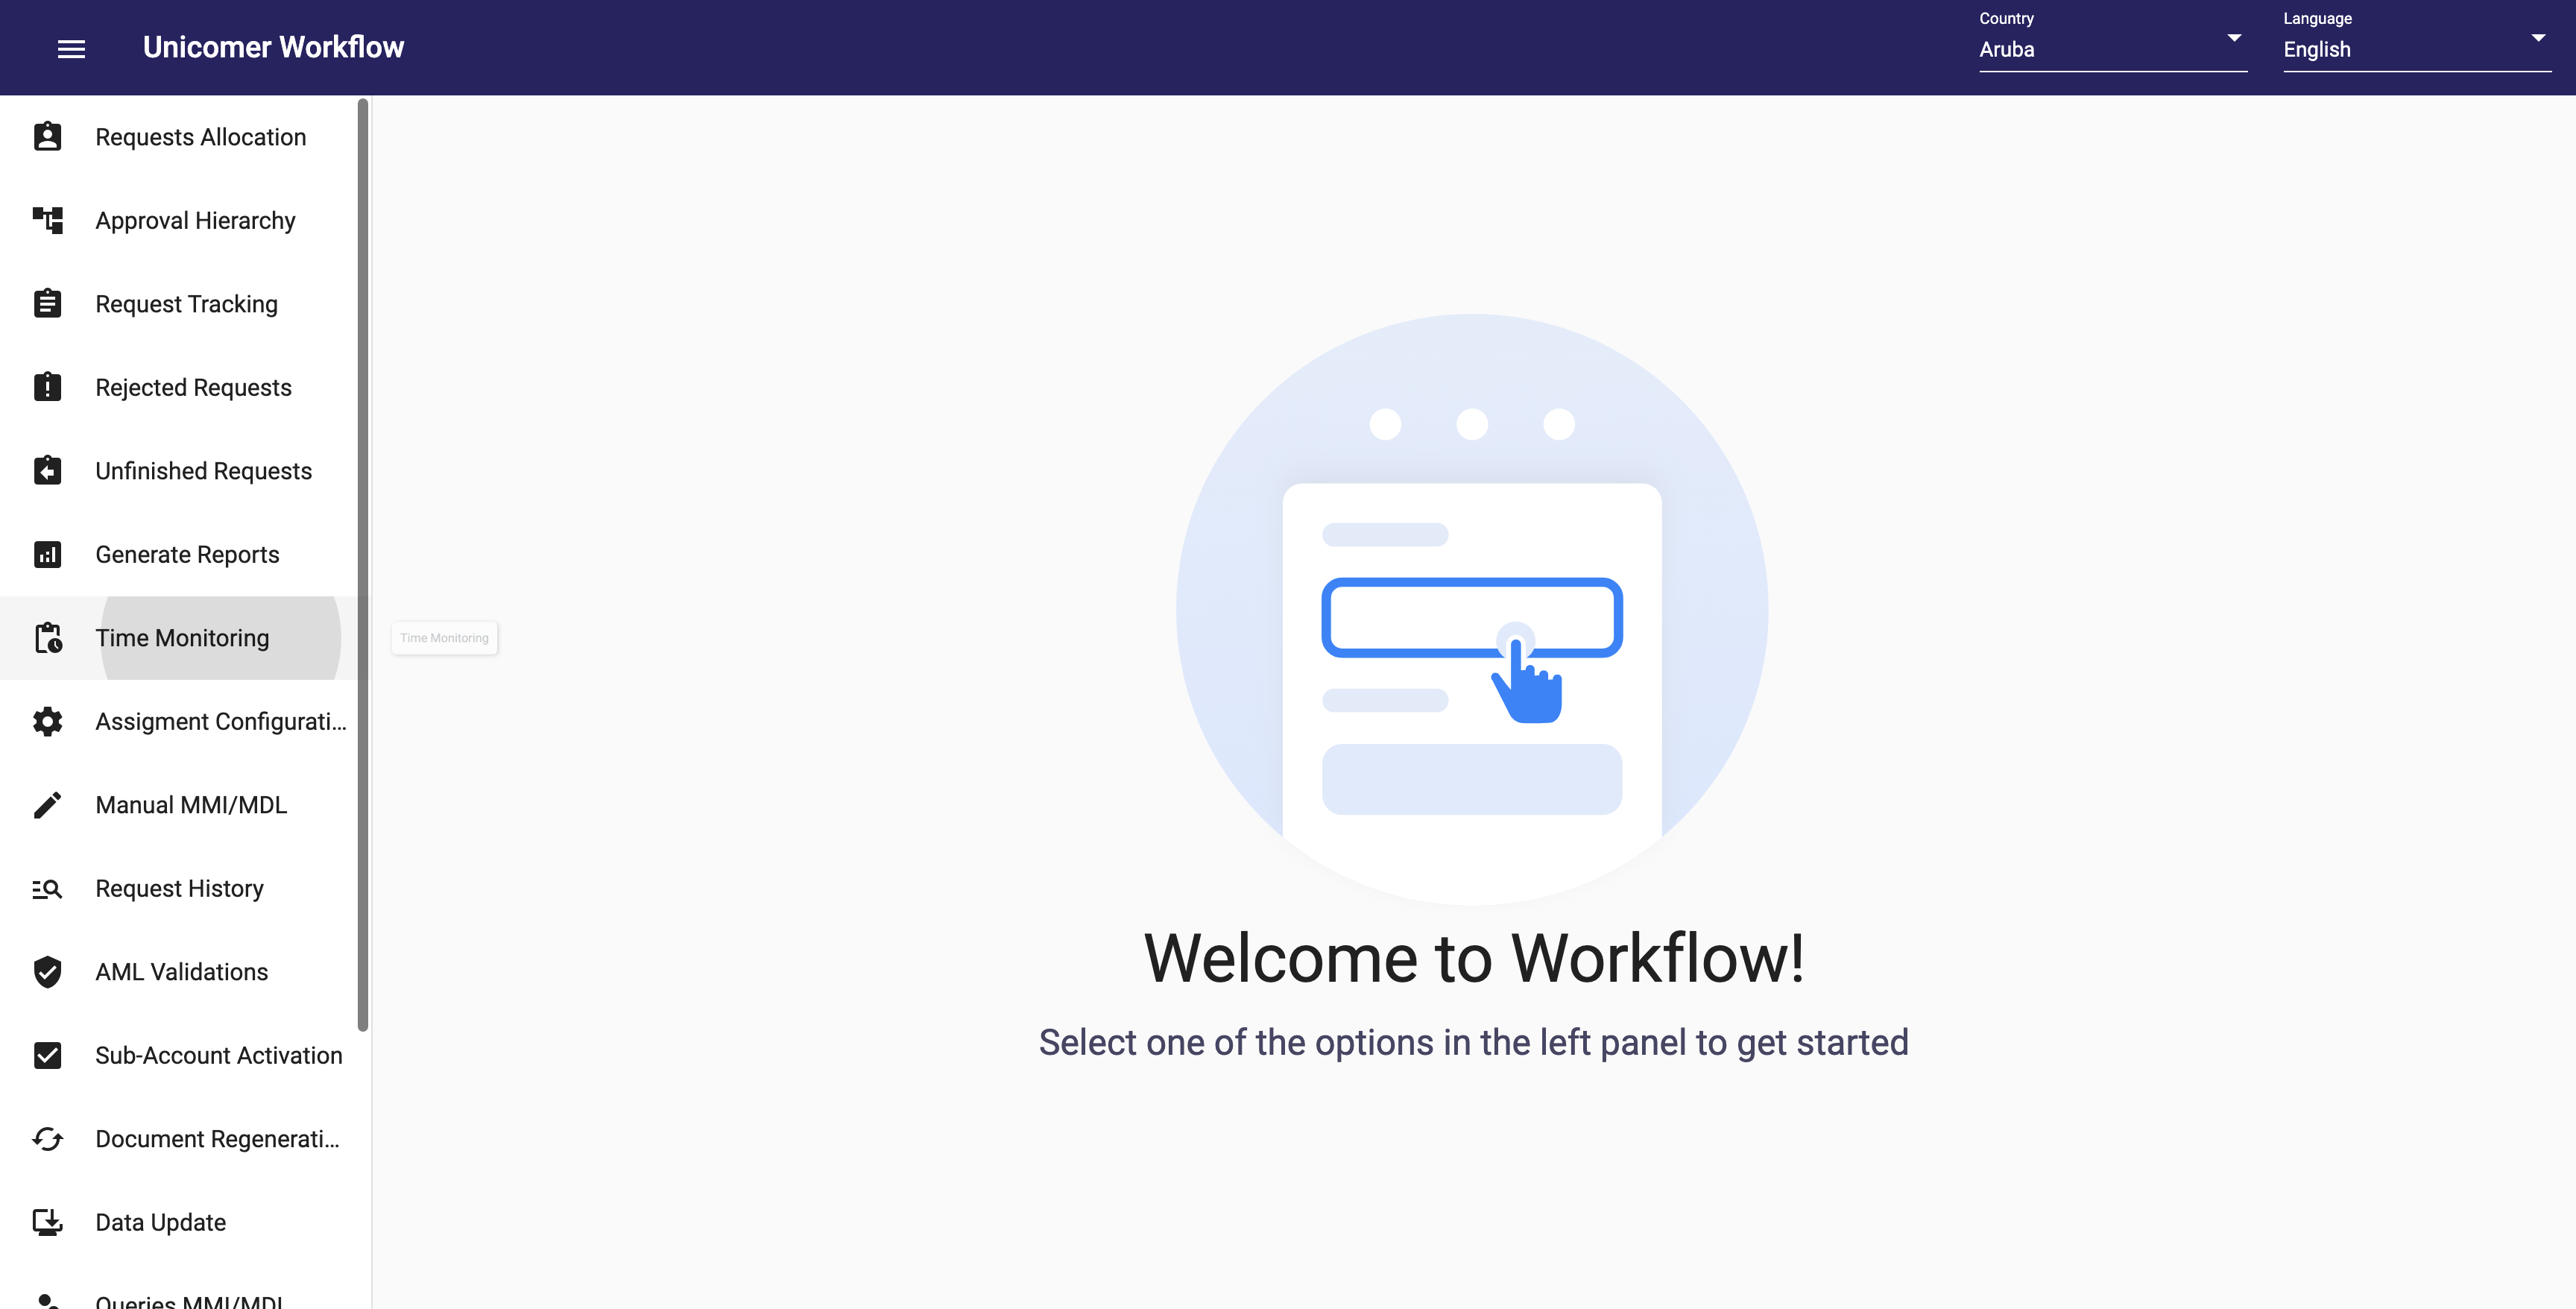 Unicomer Workflow
Country
Aruba
Language
English
Requests Allocation
Approval Hierarchy
Request Tracking
Rejected Requests
Unfinished Requests
Generate Reports
Time Monitoring
Time Monitoring
Assigment Configurati...
Manual MMI/MDL
Request History
AML Validations
Sub-Account Activation
Document Regenerati...
Data Update
Queries MMI/MDL
Welcome to Workflow!
Select one of the options in the left panel to get started